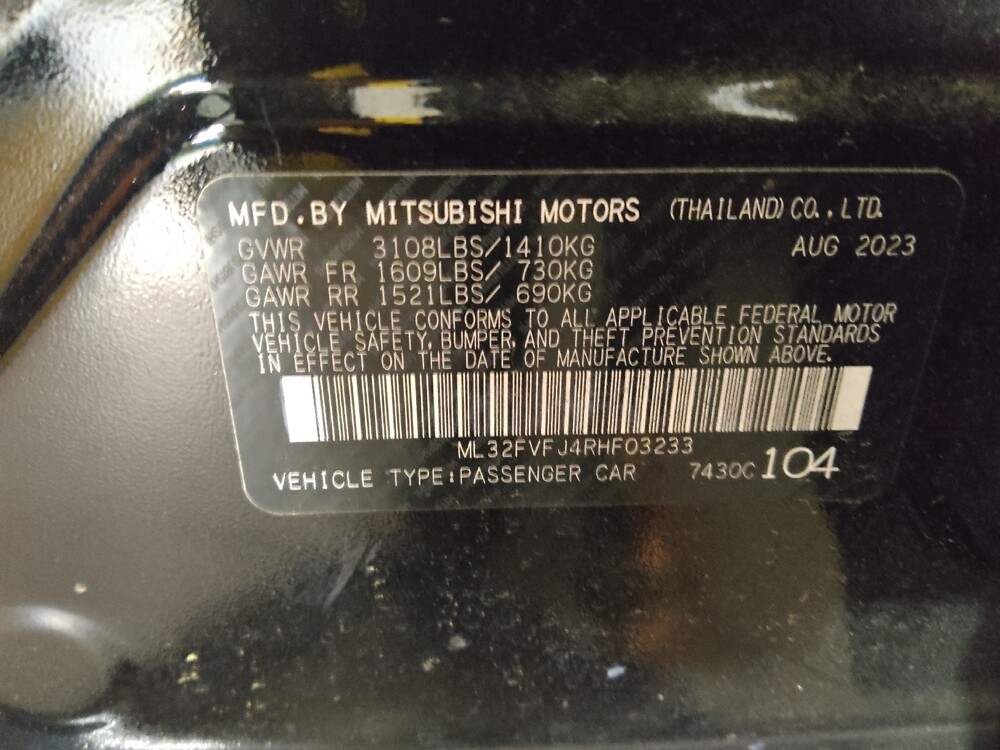 MFD.BY MITSUBISHI MOTORS (THAILAND) CO., LTD.
GVWR 3108LBS/1410KG AUG 2023
GAWR FR 1609LBS/ 730KG
GAWR RR 1521LBS/ 690KG
THIS VEHICLE CONFORMS TO ALL APPLICABLE FEDERAL MOTOR
VEHICLE SAFETY, BUMPER, AND THEFT PREVENTION STANDARDS
IN EFFECT ON THE DATE OF MANUFACTURE SHOWN ABOVE.
ML32FVFJ4RHF03233
VEHICLE TYPE:PASSENGER CAR 7430C 104